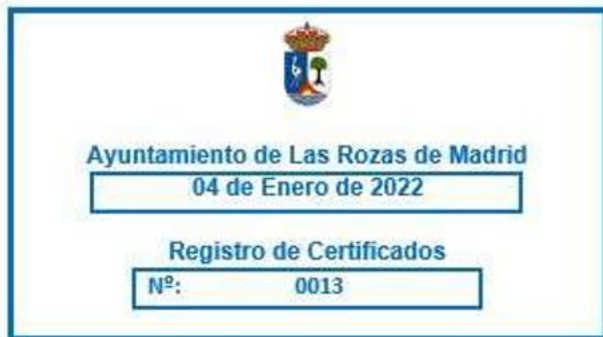 Ayuntamiento de Las Rozas de Madrid
04 de Enero de 2022
Registro de Certificados
Nº: 0013